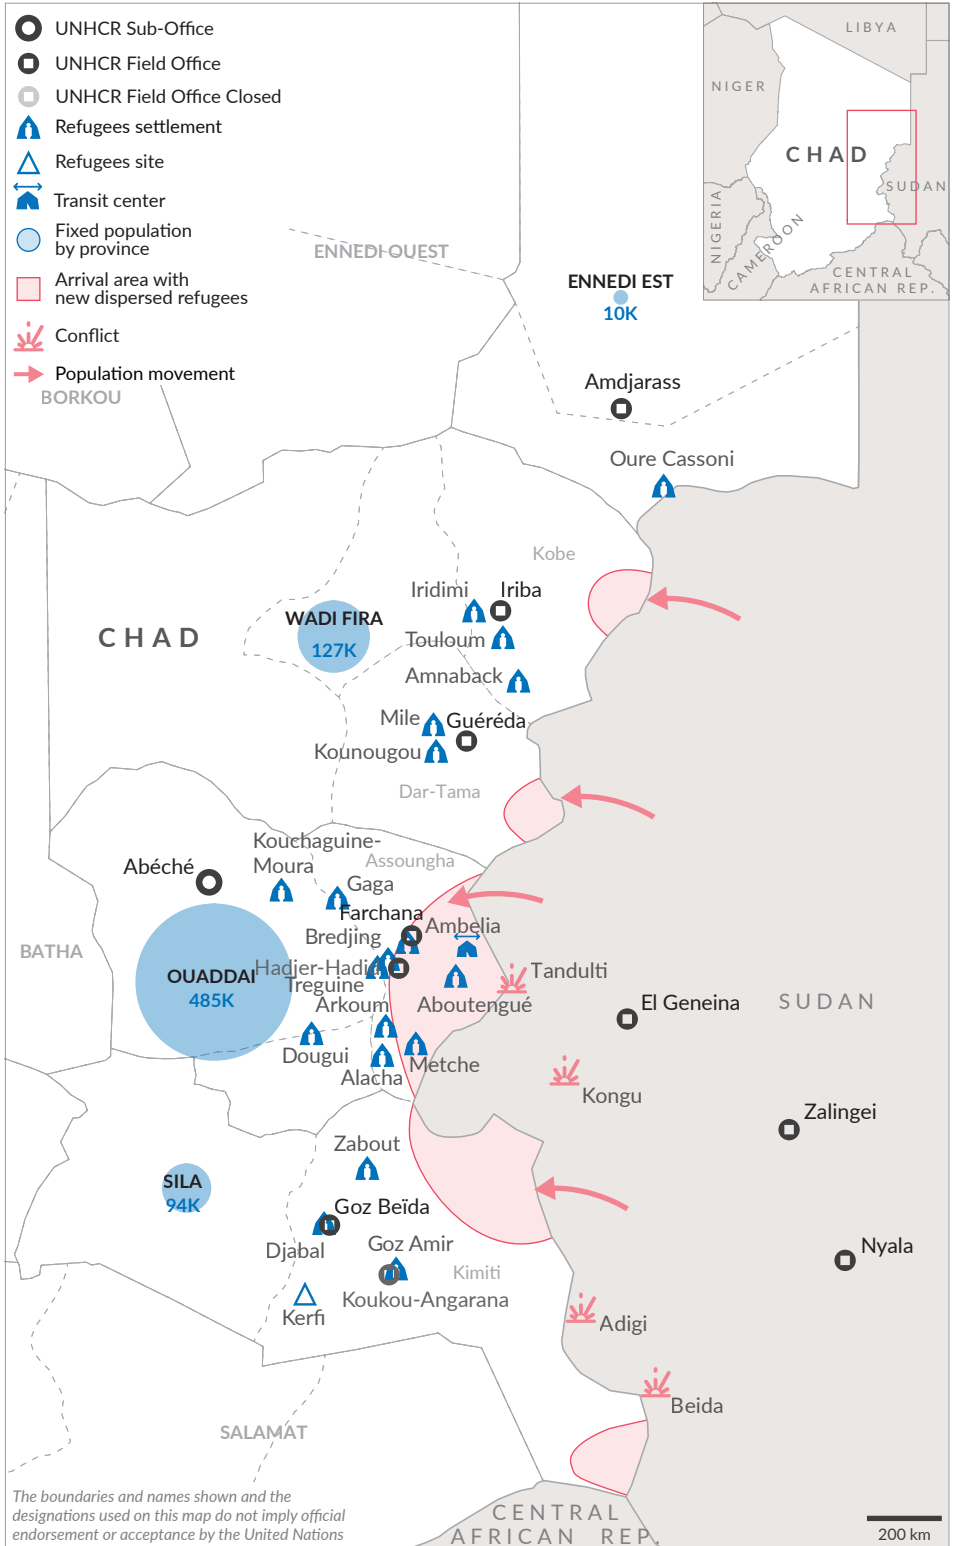 UNHCR Sub-Office
UNHCR Field Office
UNHCR Field Office Closed
Refugees settlement
Refugees site
Transit center
Fixed population
by province
Arrival area with
new dispersed refugees
Conflict
Population movement
LIBYA
NIGER
CHAD
SUDAN
NIGERIA
CAMEROON
CENTRAL
AFRICAN REP.
ENNEDI OUEST
ENNEDI EST
10K
BORKOU
Amdjarass
Oure Cassoni
Kobe
Iridimi
Iriba
WADI FIRA
127K
CHAD
Touloum
Amnaback
Mile
Guéréda
Kounougou
Dar-Tama
Kouchaguine-
Moura
Assoungha
Abéché
Gaga
Farchana
Ambelia
Bredjing
BATHA
OUADDAI
485K
Hadjer-Hadid
Treguine
Tandulti
Arkoum
Aboutengué
El Geneina
SUDAN
Dougui
Metche
Alacha
Kongu
Zalingei
Zabout
SILA
94K
Goz Beïda
Djabal
Goz Amir
Nyala
Kimiti
Koukou-Angarana
Kerfi
Adigi
Beida
SALAMAT
The boundaries and names shown and the
designations used on this map do not imply official
endorsement or acceptance by the United Nations
CENTRAL
AFRICAN REP.
200 km